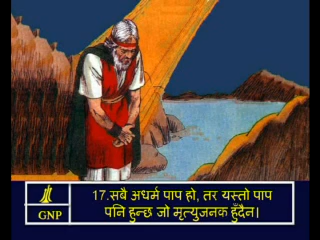 17.सबै अधर्म पाप हो, तर यस्तो पाप
पनि हुन्छ जो मृत्युजनक हुँदैन।
GNP